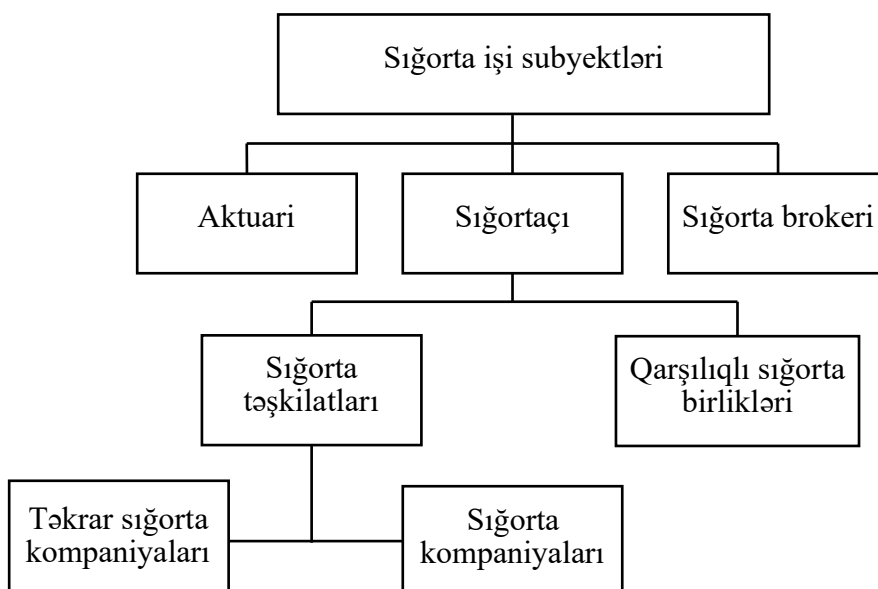 Sığorta işi subyektləri
Aktuari
Sığortaçı
Sığorta brokeri
Sığorta
təşkilatları
Qarşılıqlı sığorta
birlikləri
Təkrar sığorta
kompaniyaları
Sığorta
kompaniyaları